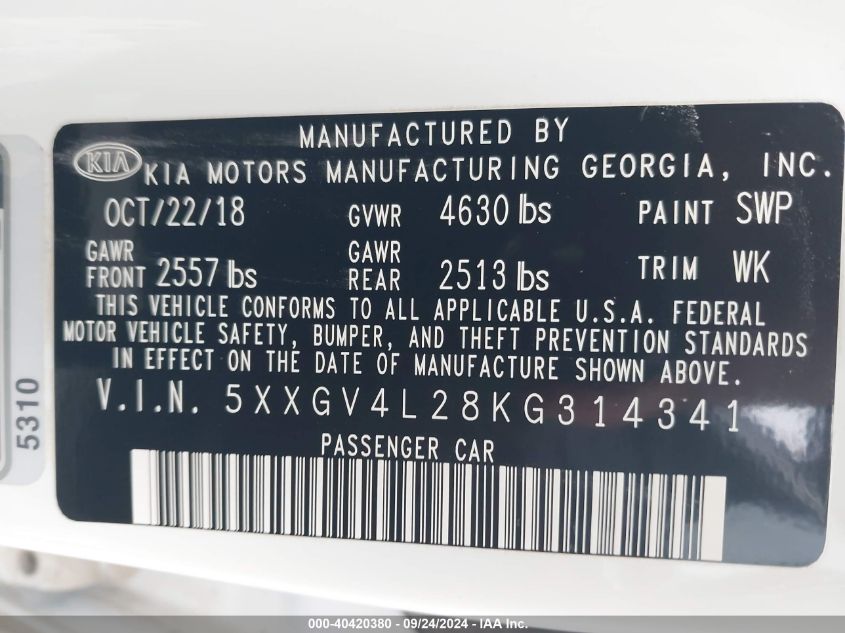 MANUFACTURED BY
KIA KIA MOTORS MANUFACTURING GEORGIA, INC.
OCT/22/18 GVWR 4630 lbs PAINT SWP
GAWR FRONT 2557 lbs GAWR REAR 2513 lbs TRIM WK
THIS VEHICLE CONFORMS TO ALL APPLICABLE U.S.A. FEDERAL
MOTOR VEHICLE SAFETY, BUMPER, AND THEFT PREVENTION STANDARDS
IN EFFECT ON THE DATE OF MANUFACTURE SHOWN ABOVE.
V.I.N. 5XXGV4L28KG314341
PASSENGER CAR
5310
000-40420380 - 09/24/2024 - IAA Inc.